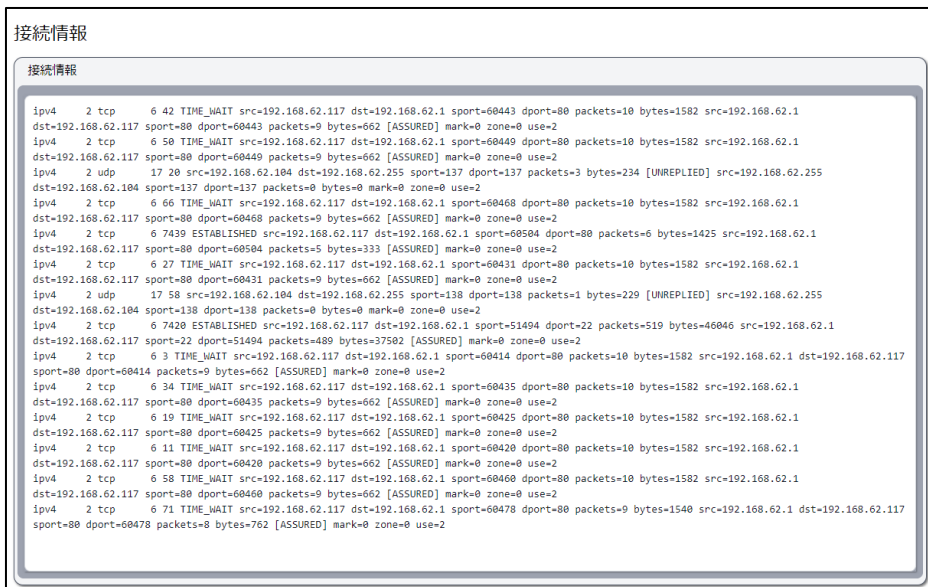 接続情報
接続情報
ipv4     2 tcp      6 42 TIME_WAIT src=192.168.62.117 dst=192.168.62.1 sport=60443 dport=80 packets=10 bytes=1582 src=192.168.62.1
dst=192.168.62.117 sport=80 dport=60443 packets=9 bytes=662 [ASSURED] mark=0 zone=0 use=2
ipv4     2 tcp      6 50 TIME_WAIT src=192.168.62.117 dst=192.168.62.1 sport=60449 dport=80 packets=10 bytes=1582 src=192.168.62.1
dst=192.168.62.117 sport=80 dport=60449 packets=9 bytes=662 [ASSURED] mark=0 zone=0 use=2
ipv4     2 udp      17 20 src=192.168.62.104 dst=192.168.62.255 sport=137 dport=137 packets=3 bytes=234 [UNREPLIED] src=192.168.62.255
dst=192.168.62.104 sport=137 dport=137 packets=0 bytes=0 mark=0 zone=0 use=2
ipv4     2 tcp      6 66 TIME_WAIT src=192.168.62.117 dst=192.168.62.1 sport=60468 dport=80 packets=10 bytes=1582 src=192.168.62.1
dst=192.168.62.117 sport=80 dport=60468 packets=9 bytes=662 [ASSURED] mark=0 zone=0 use=2
ipv4     2 tcp      6 7439 ESTABLISHED src=192.168.62.117 dst=192.168.62.1 sport=60504 dport=80 packets=6 bytes=1425 src=192.168.62.1
dst=192.168.62.117 sport=80 dport=60504 packets=5 bytes=333 [ASSURED] mark=0 zone=0 use=2
ipv4     2 tcp      6 27 TIME_WAIT src=192.168.62.117 dst=192.168.62.1 sport=60431 dport=80 packets=10 bytes=1582 src=192.168.62.1
dst=192.168.62.117 sport=80 dport=60431 packets=9 bytes=662 [ASSURED] mark=0 zone=0 use=2
ipv4     2 udp      17 58 src=192.168.62.104 dst=192.168.62.255 sport=138 dport=138 packets=1 bytes=229 [UNREPLIED] src=192.168.62.255
dst=192.168.62.104 sport=138 dport=138 packets=0 bytes=0 mark=0 zone=0 use=2
ipv4     2 tcp      6 7420 ESTABLISHED src=192.168.62.117 dst=192.168.62.1 sport=51494 dport=22 packets=519 bytes=46046 src=192.168.62.1
dst=192.168.62.117 sport=22 dport=51494 packets=489 bytes=37502 [ASSURED] mark=0 zone=0 use=2
ipv4     2 tcp      6 3 TIME_WAIT src=192.168.62.117 dst=192.168.62.1 sport=60414 dport=80 packets=10 bytes=1582 src=192.168.62.1 dst=192.168.62.117
sport=80 dport=60414 packets=9 bytes=662 [ASSURED] mark=0 zone=0 use=2
ipv4     2 tcp      6 34 TIME_WAIT src=192.168.62.117 dst=192.168.62.1 sport=60435 dport=80 packets=10 bytes=1582 src=192.168.62.1
dst=192.168.62.117 sport=80 dport=60435 packets=9 bytes=662 [ASSURED] mark=0 zone=0 use=2
ipv4     2 tcp      6 19 TIME_WAIT src=192.168.62.117 dst=192.168.62.1 sport=60425 dport=80 packets=10 bytes=1582 src=192.168.62.1
dst=192.168.62.117 sport=80 dport=60425 packets=9 bytes=662 [ASSURED] mark=0 zone=0 use=2
ipv4     2 tcp      6 11 TIME_WAIT src=192.168.62.117 dst=192.168.62.1 sport=60420 dport=80 packets=10 bytes=1582 src=192.168.62.1
dst=192.168.62.117 sport=80 dport=60420 packets=9 bytes=662 [ASSURED] mark=0 zone=0 use=2
ipv4     2 tcp      6 58 TIME_WAIT src=192.168.62.117 dst=192.168.62.1 sport=60460 dport=80 packets=10 bytes=1582 src=192.168.62.1
dst=192.168.62.117 sport=80 dport=60460 packets=9 bytes=662 [ASSURED] mark=0 zone=0 use=2
ipv4     2 tcp      6 71 TIME_WAIT src=192.168.62.117 dst=192.168.62.1 sport=60478 dport=80 packets=9 bytes=1540 src=192.168.62.1 dst=192.168.62.117
sport=80 dport=60478 packets=8 bytes=762 [ASSURED] mark=0 zone=0 use=2